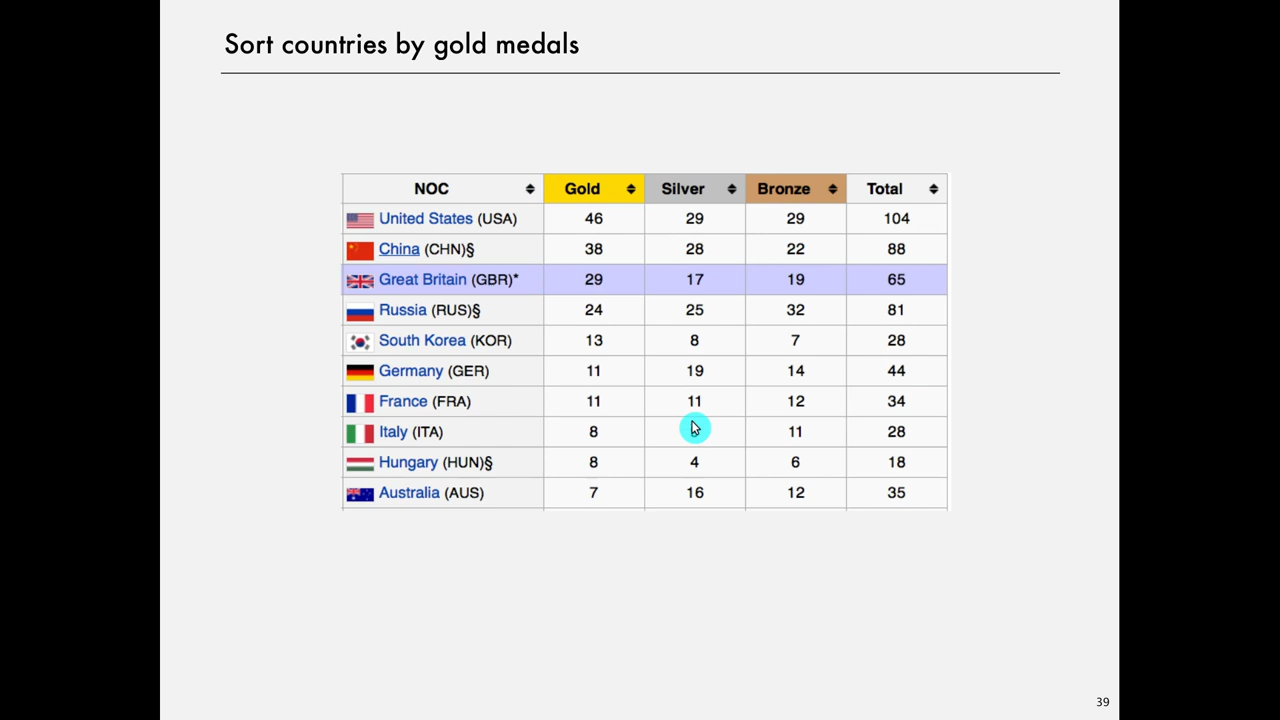 Sort countries by gold medals
NOC Gold Silver Bronze Total
United States (USA) 46 29 29 104
China (CHN)§ 38 28 22 88
Great Britain (GBR)* 29 17 19 65
Russia (RUS)§ 24 25 32 81
South Korea (KOR) 13 8 7 28
Germany (GER) 11 19 14 44
France (FRA) 11 11 12 34
Italy (ITA) 8 11 28
Hungary (HUN)§ 8 4 6 18
Australia (AUS) 7 16 12 35
39